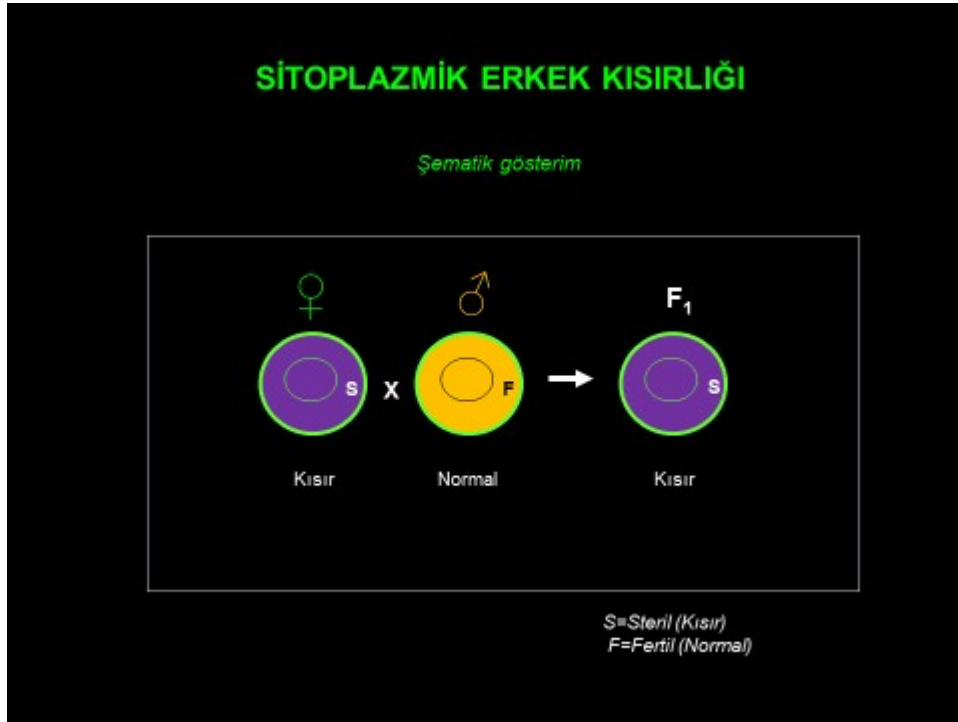 SİTOPLAZMİK ERKEK KISIRLIĞI
Şematik gösterim
F₁
S X F S
Kısır Normal Kısır
S=Steril (Kısır)
F=Fertil (Normal)